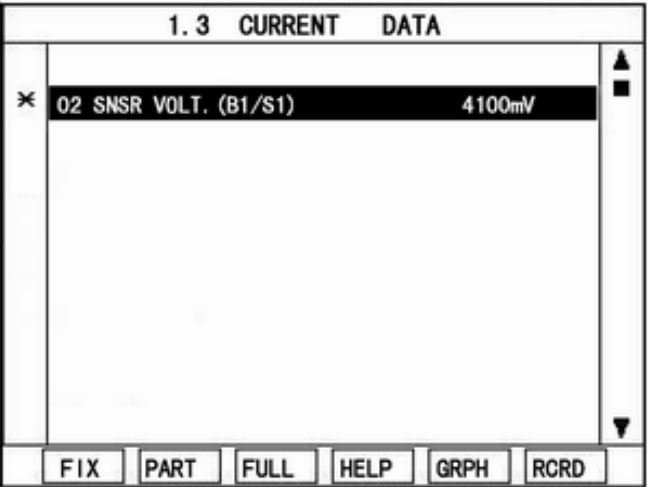 1.3 CURRENT DATA
* O2 SNSR VOLT.(B1/S1) 4100mV
FIX PART FULL HELP GRPH RCRD